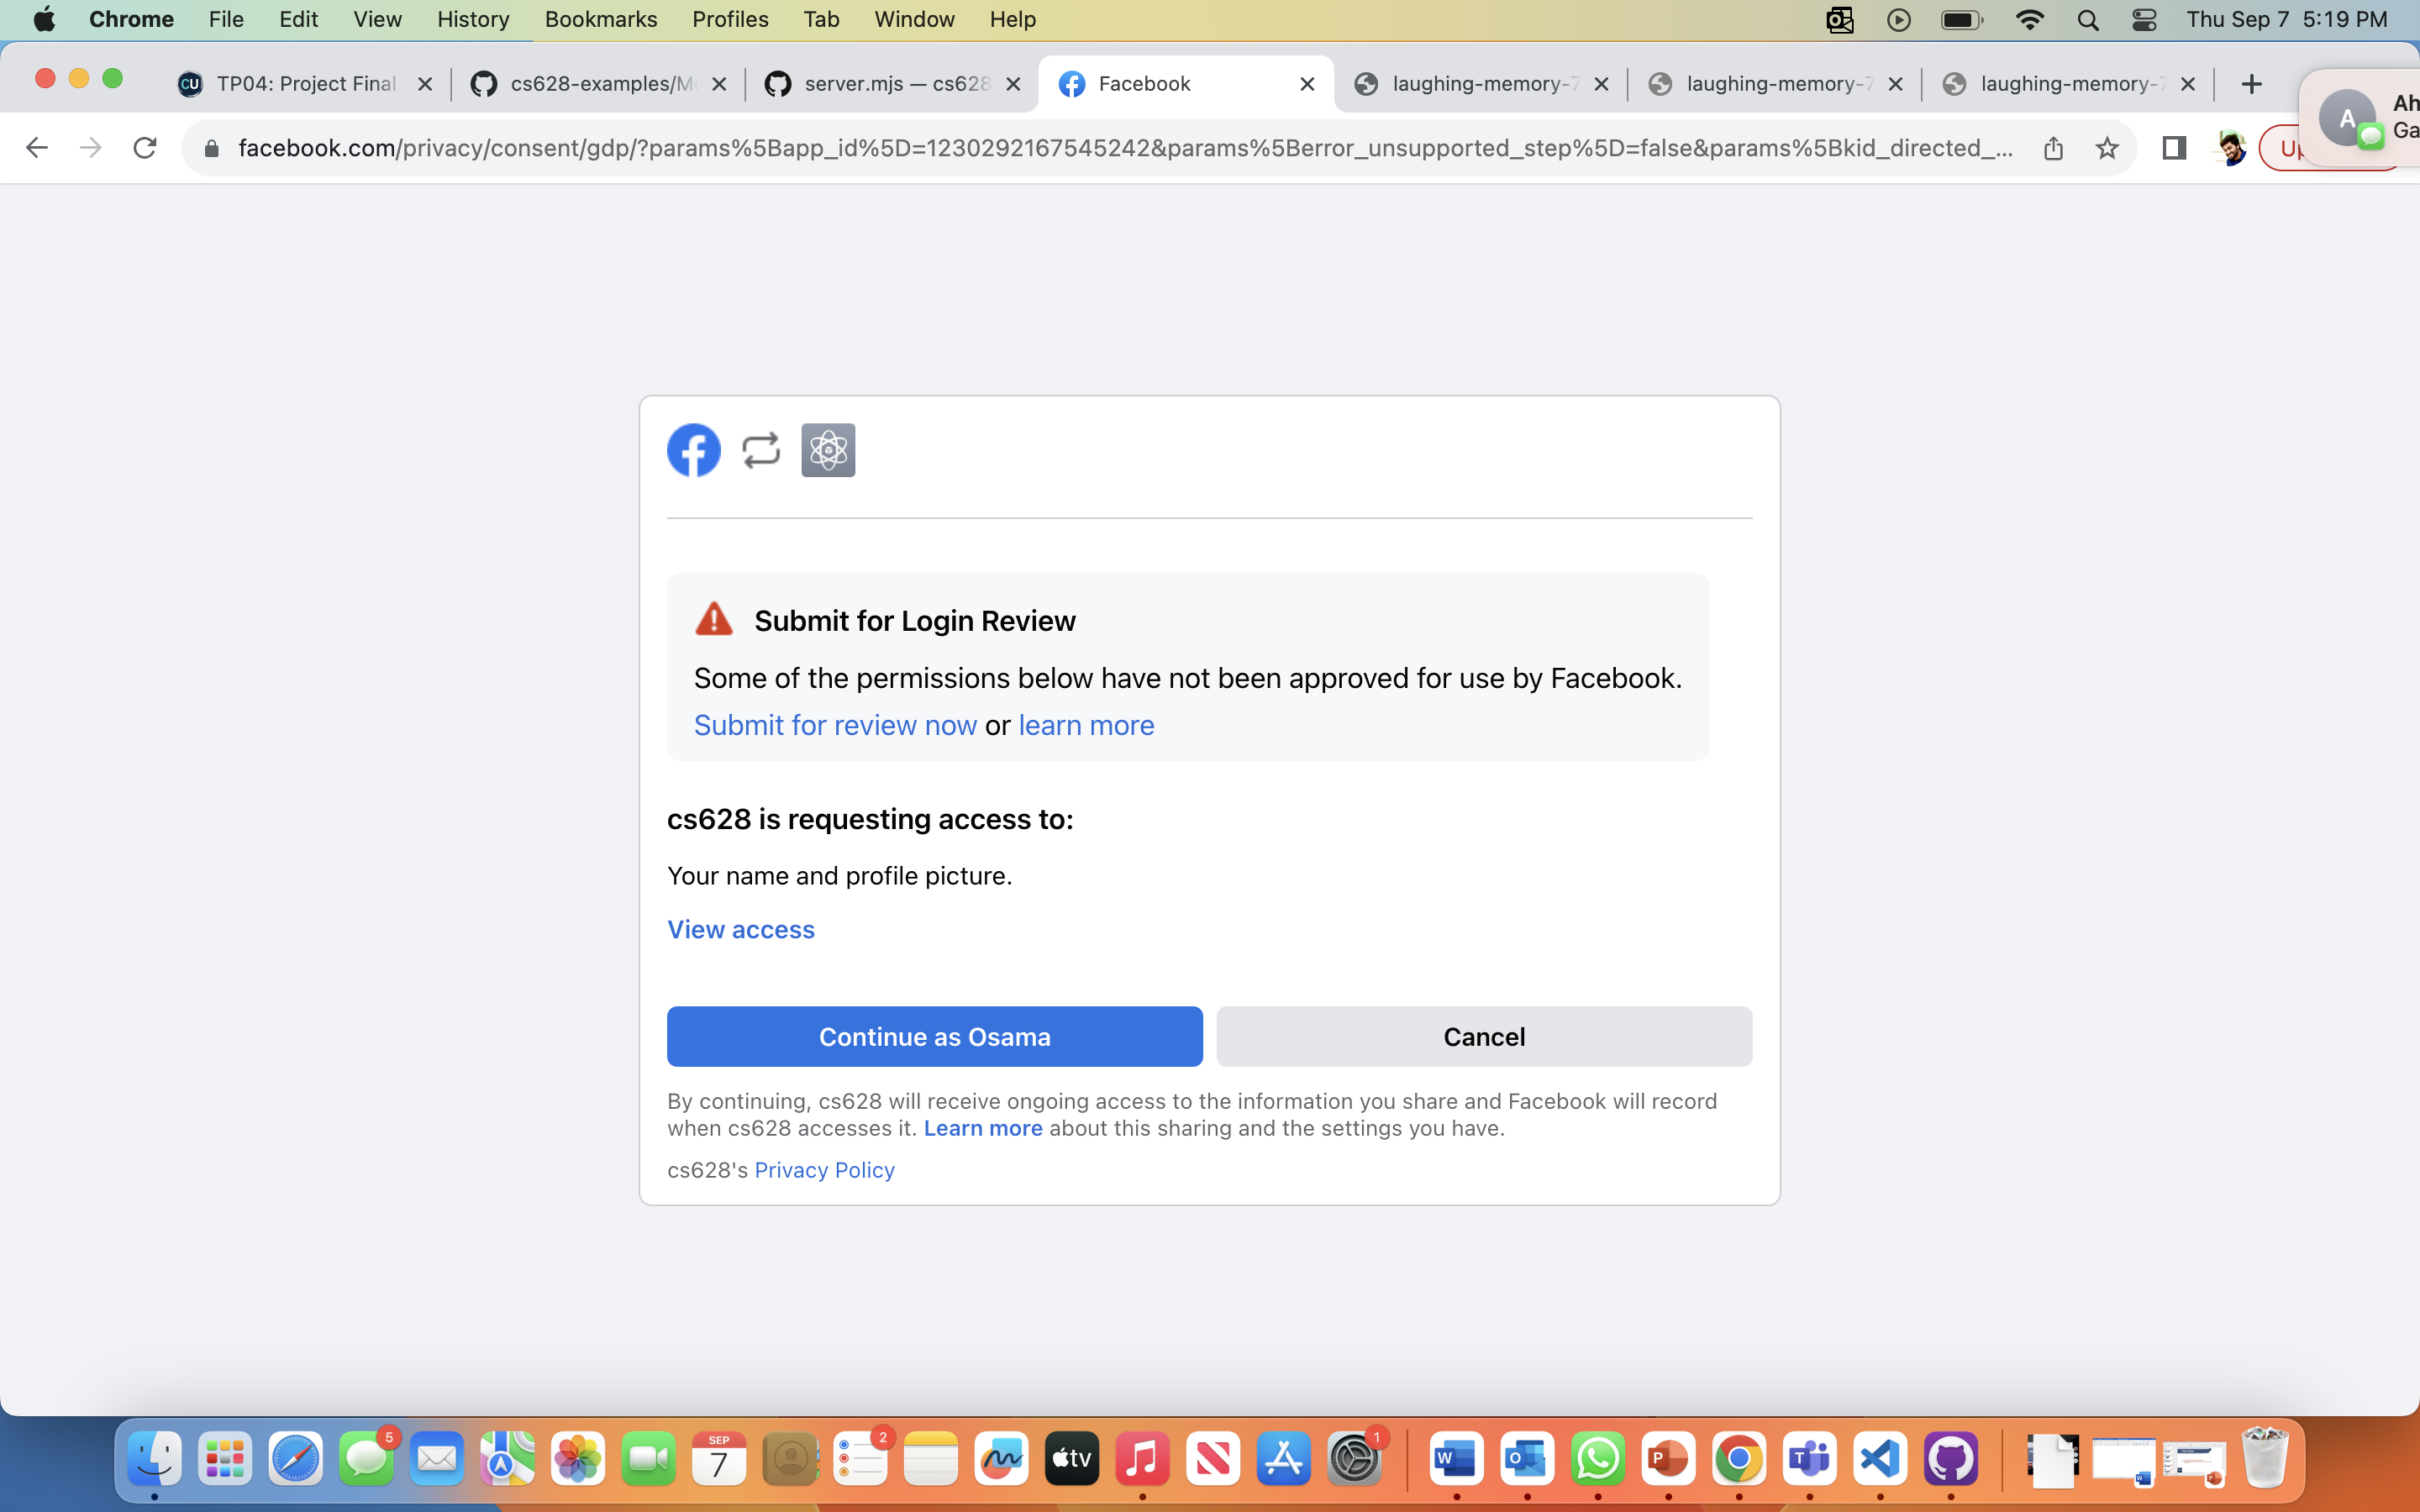 Chrome File Edit View History Bookmarks Profiles Tab Window Help Thu Sep 7 5:19 PM
TP04: Project Final cs628-examples/M server.mjs — cs628 Facebook laughing-memory-7 laughing-memory-7 laughing-memory-7
Ah
Ga
A
facebook.com/privacy/consent/gdp/?params%5Bapp_id%5D=1230292167545242&params%5Berror_unsupported_step%5D=false&params%5Bkid_directed_...
Submit for Login Review
Some of the permissions below have not been approved for use by Facebook.
Submit for review now or learn more
cs628 is requesting access to:
Your name and profile picture.
View access
Continue as Osama Cancel
By continuing, cs628 will receive ongoing access to the information you share and Facebook will record
when cs628 accesses it. Learn more about this sharing and the settings you have.
cs628's Privacy Policy
5 SEP 7 2 tv 1